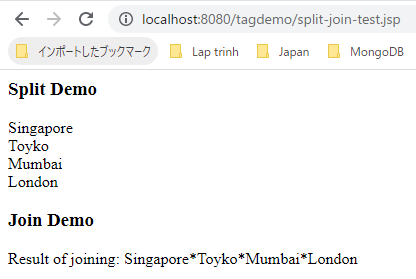 localhost:8080/tagdemo/split-join-test.jsp
インポートしたブックマーク Lap trinh Japan MongoDB
Split Demo
Singapore
Toyko
Mumbai
London
Join Demo
Result of joining: Singapore*Toyko*Mumbai*London